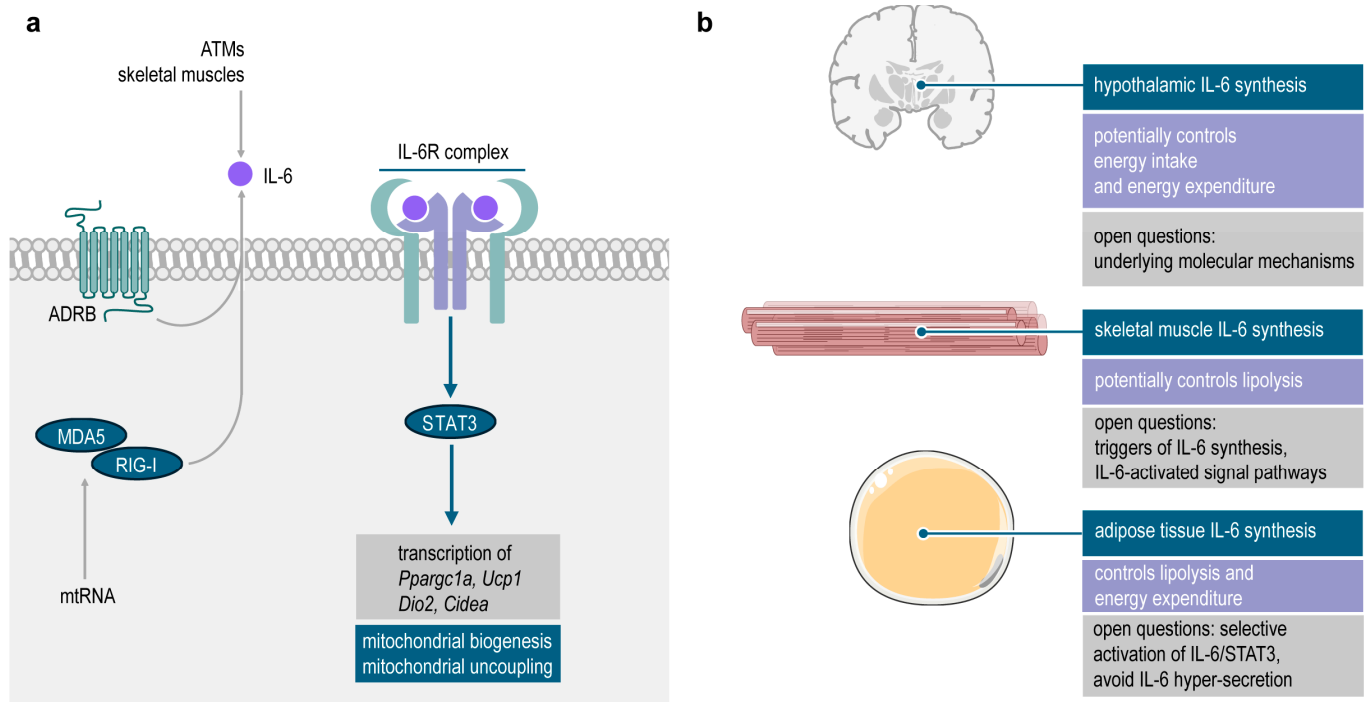 a
ATMs
skeletal muscles
IL-6
IL-6R complex
ADRB
MDA5
RIG-I
mtRNA
STAT3
transcription of
Ppargc1a, Ucp1
Dio2, Cidea
mitochondrial biogenesis
mitochondrial uncoupling
b
hypothalamic IL-6 synthesis
potentially controls
energy intake
and energy expenditure
open questions:
underlying molecular mechanisms
skeletal muscle IL-6 synthesis
potentially controls lipolysis
open questions:
triggers of IL-6 synthesis,
IL-6-activated signal pathways
adipose tissue IL-6 synthesis
controls lipolysis and
energy expenditure
open questions: selective
activation of IL-6/STAT3,
avoid IL-6 hyper-secretion